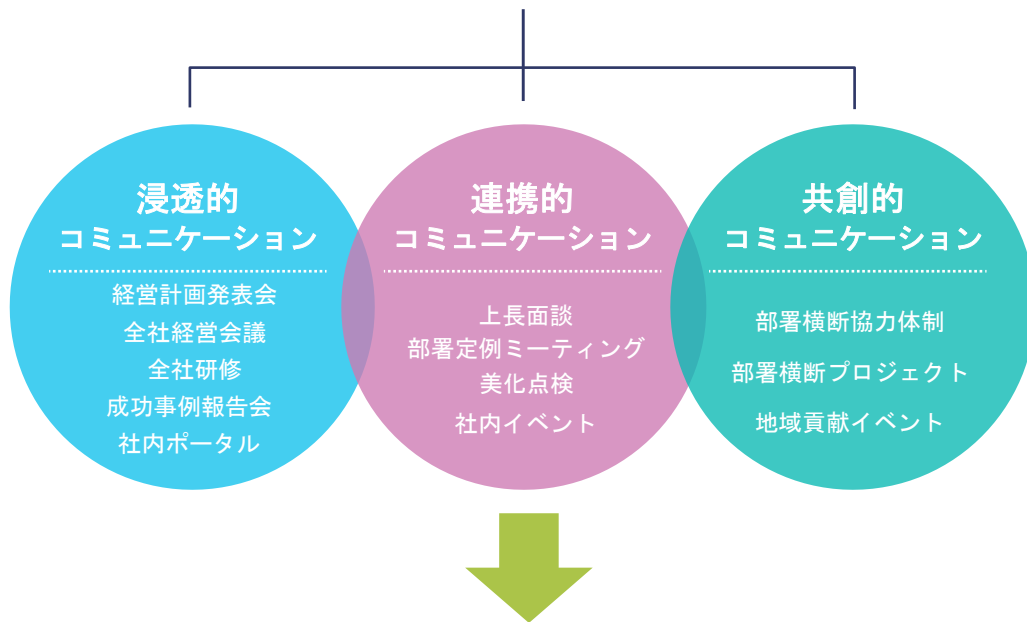 浸透的
コミュニケーション
経営計画発表会
全社経営会議
全社研修
成功事例報告会
社内ポータル
連携的
コミュニケーション
上長面談
部署定例ミーティング
美化点検
社内イベント
共創的
コミュニケーション
部署横断協力体制
部署横断プロジェクト
地域貢献イベント